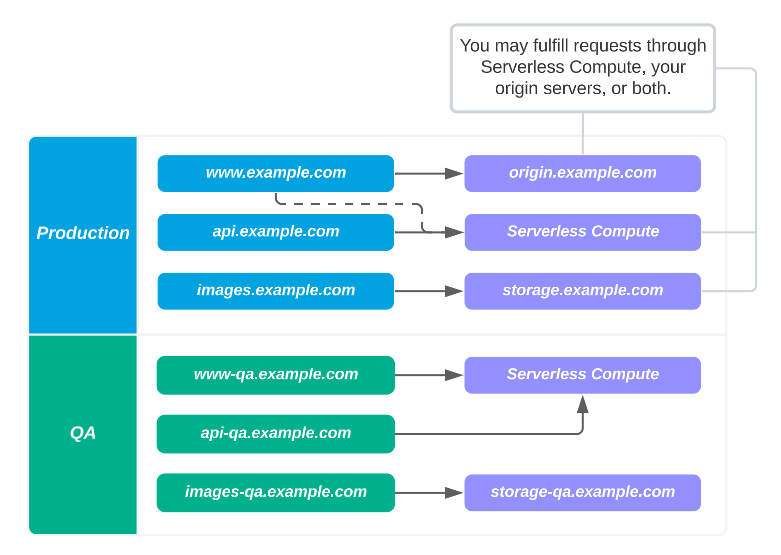 You may fulfill requests through
Serverless Compute, your
origin servers, or both.
Production
www.example.com
origin.example.com
api.example.com
Serverless Compute
images.example.com
storage.example.com
QA
www-qa.example.com
Serverless Compute
api-qa.example.com
images-qa.example.com
storage-qa.example.com